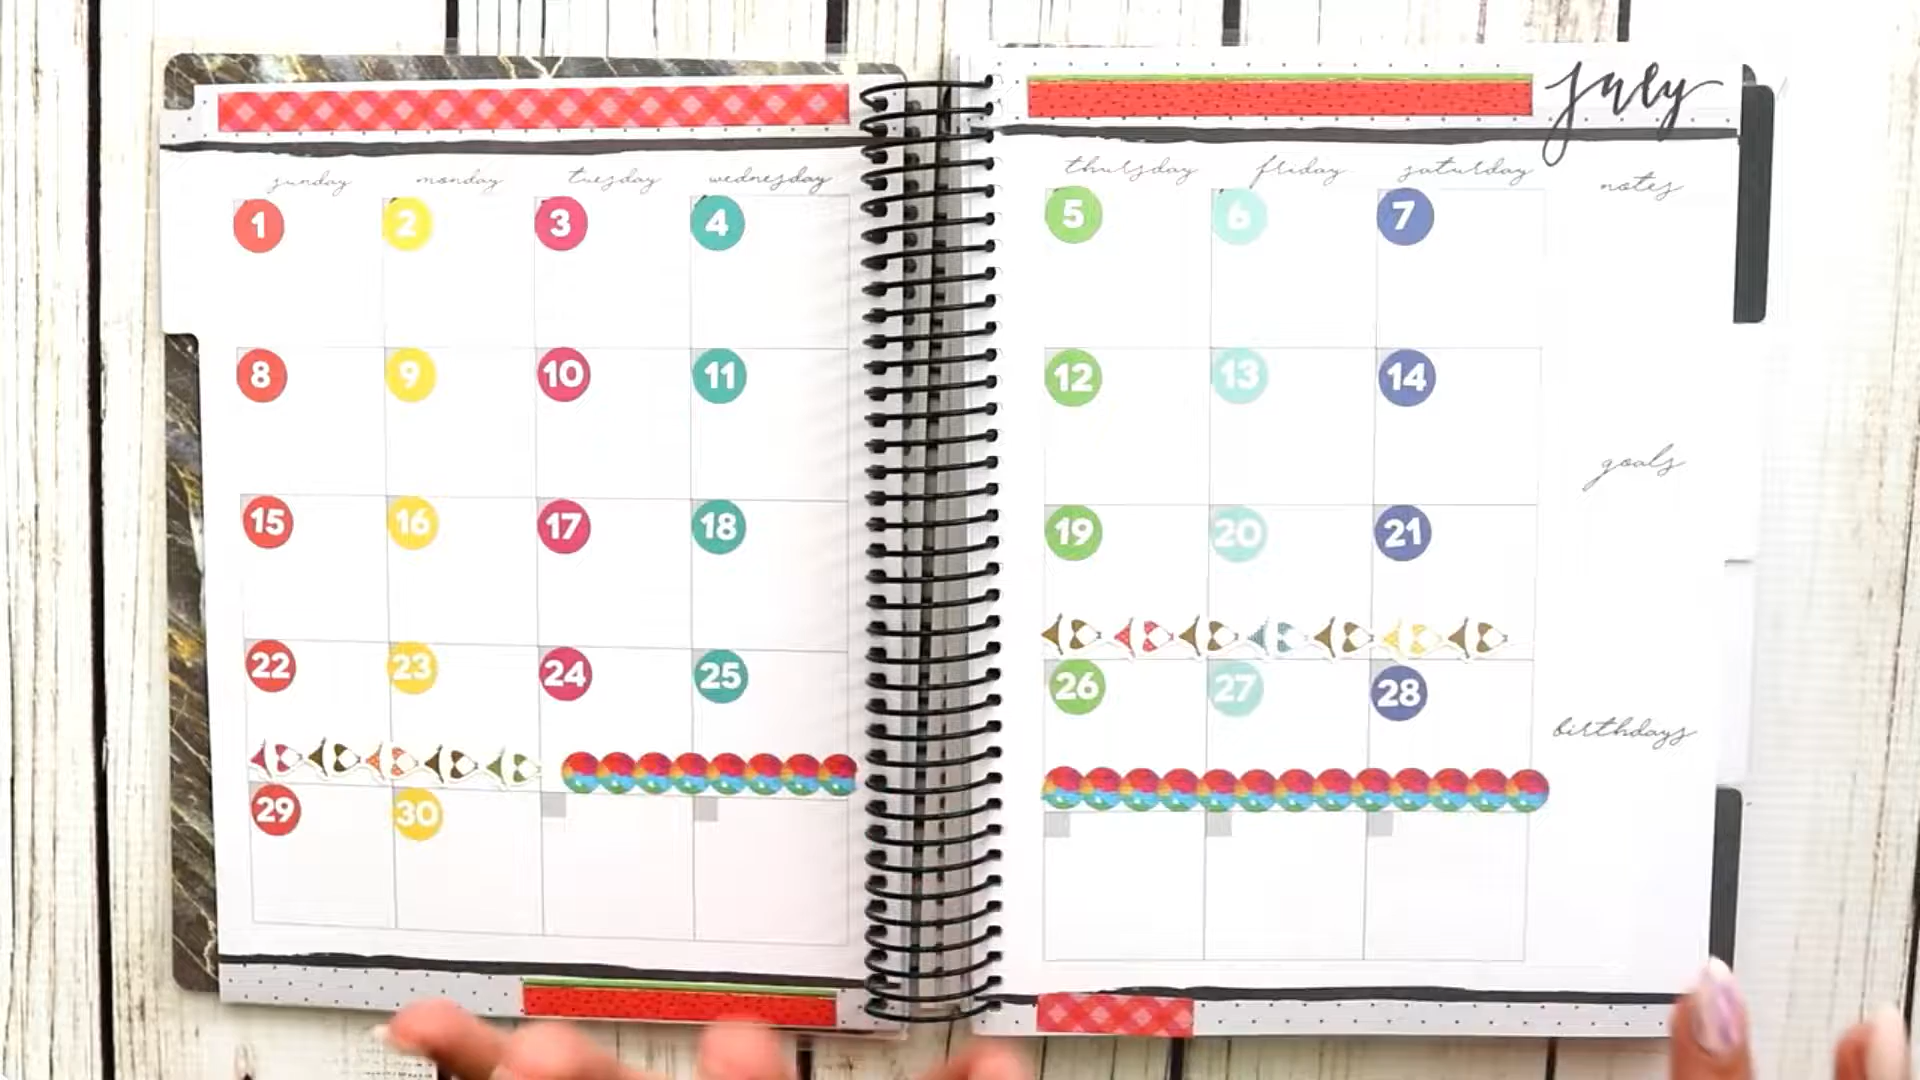 july
sunday monday tuesday wednesday thursday friday saturday notes
1 2 3 4 5 6 7
8 9 10 11 12 13 14
goals
15 16 17 18 19 20 21
22 23 24 25 26 27 28
birthdays
29 30